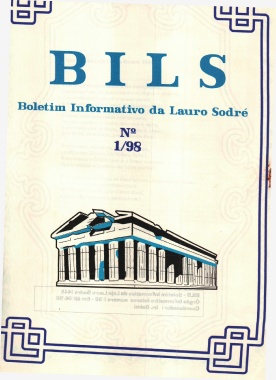 BILS
Boletim Informativo da Lauro Sodré
Nº
1/98